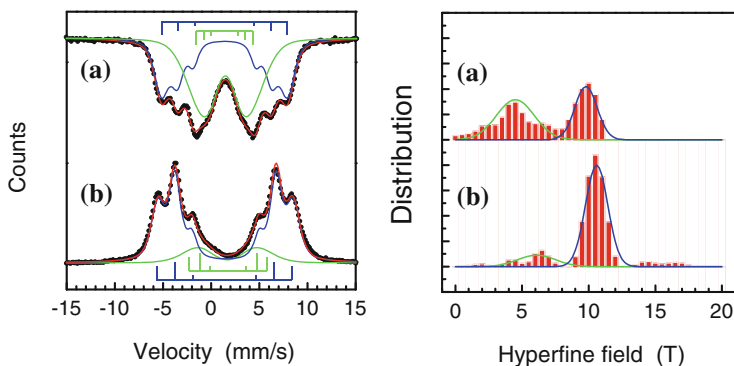 (a)
(b)
Counts
-15 -10 -5 0 5 10 15
Velocity (mm/s)
(a)
(b)
Distribution
0 5 10 15 20
Hyperfine field (T)